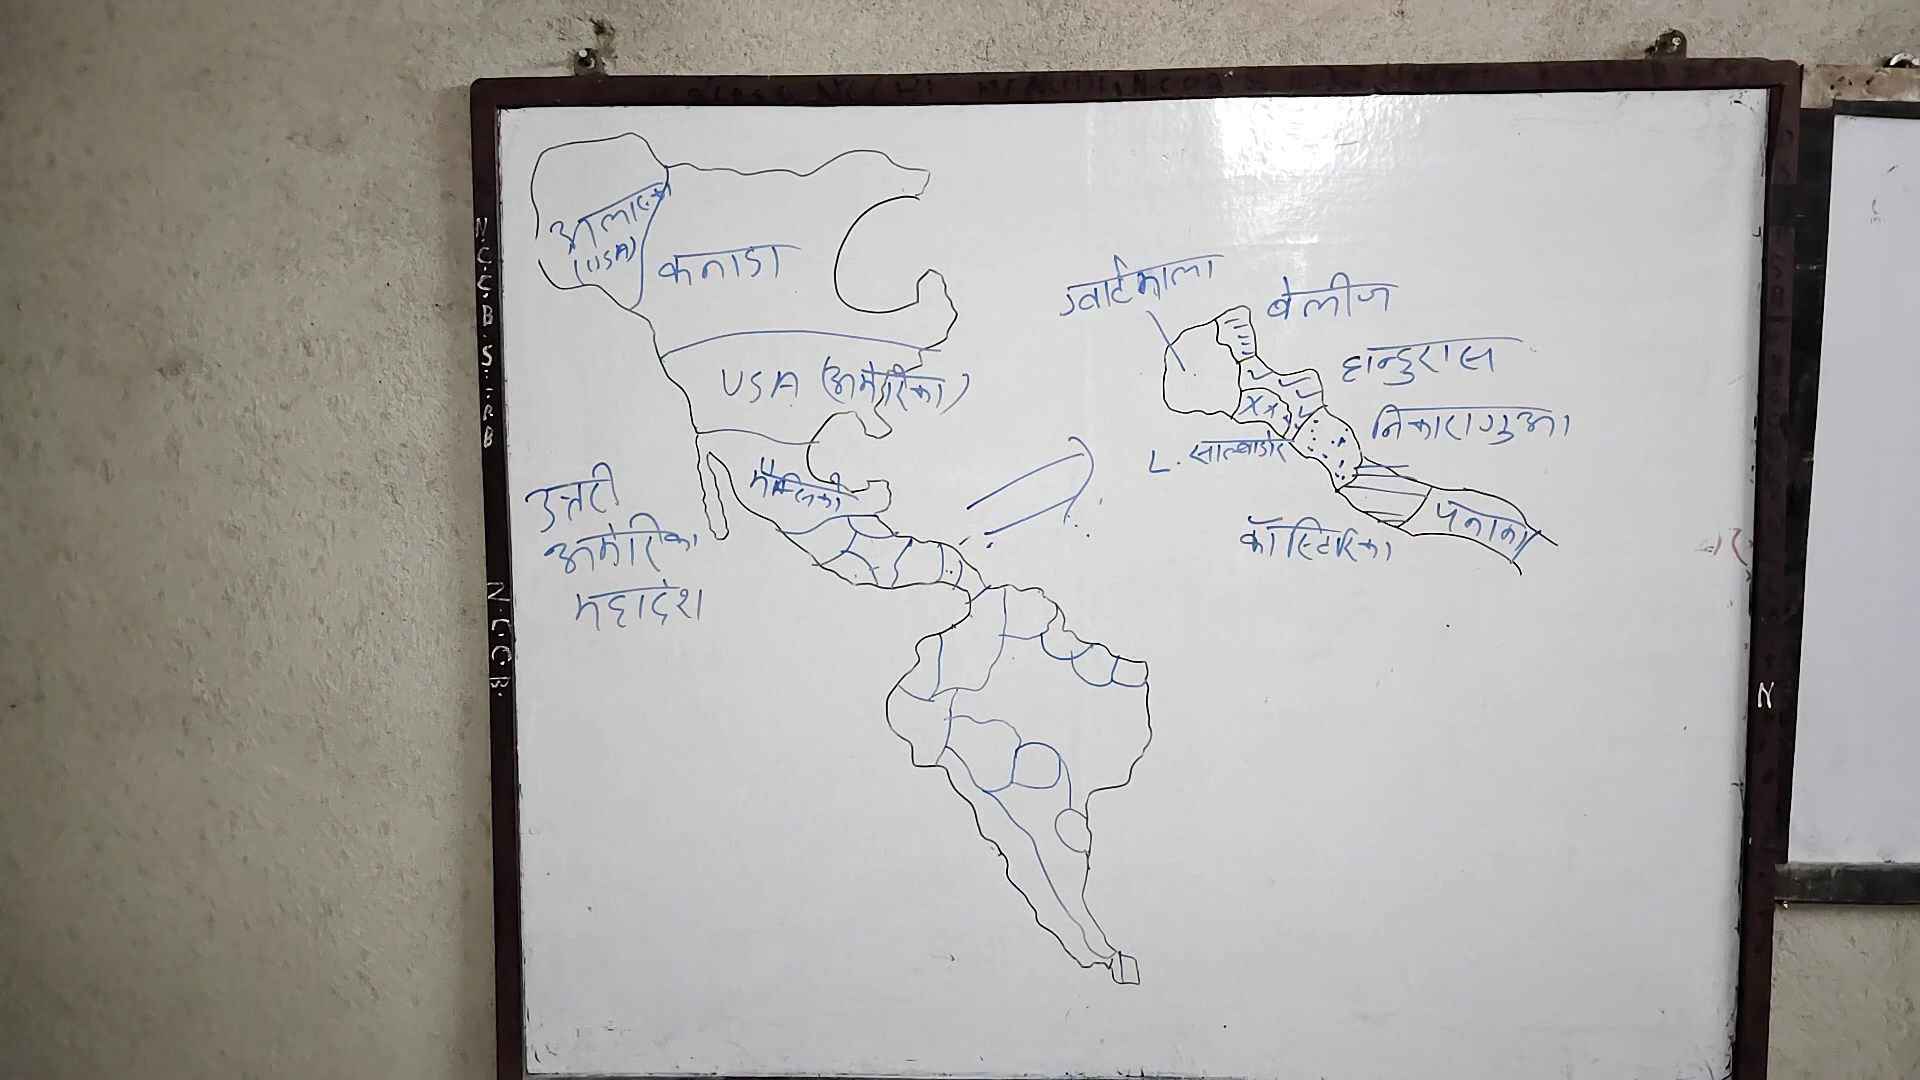 अलास्का
(USA)
कनाडा
USA (अमेरिका)
मैक्सिको
उत्तरी
अमेरिका
महादेश
ग्वाटेमाला
बेलीज
हान्डुरास
निकारागुआ
L. साल्वाडोर
कॉस्टिरिका
पनामा
N.C.C.B.
N